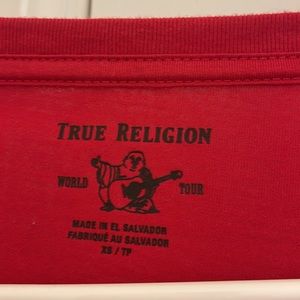 TRUE RELIGION
WORLD TOUR
MADE IN EL SALVADOR
FABRIQUÉ AU SALVADOR
XS / TP